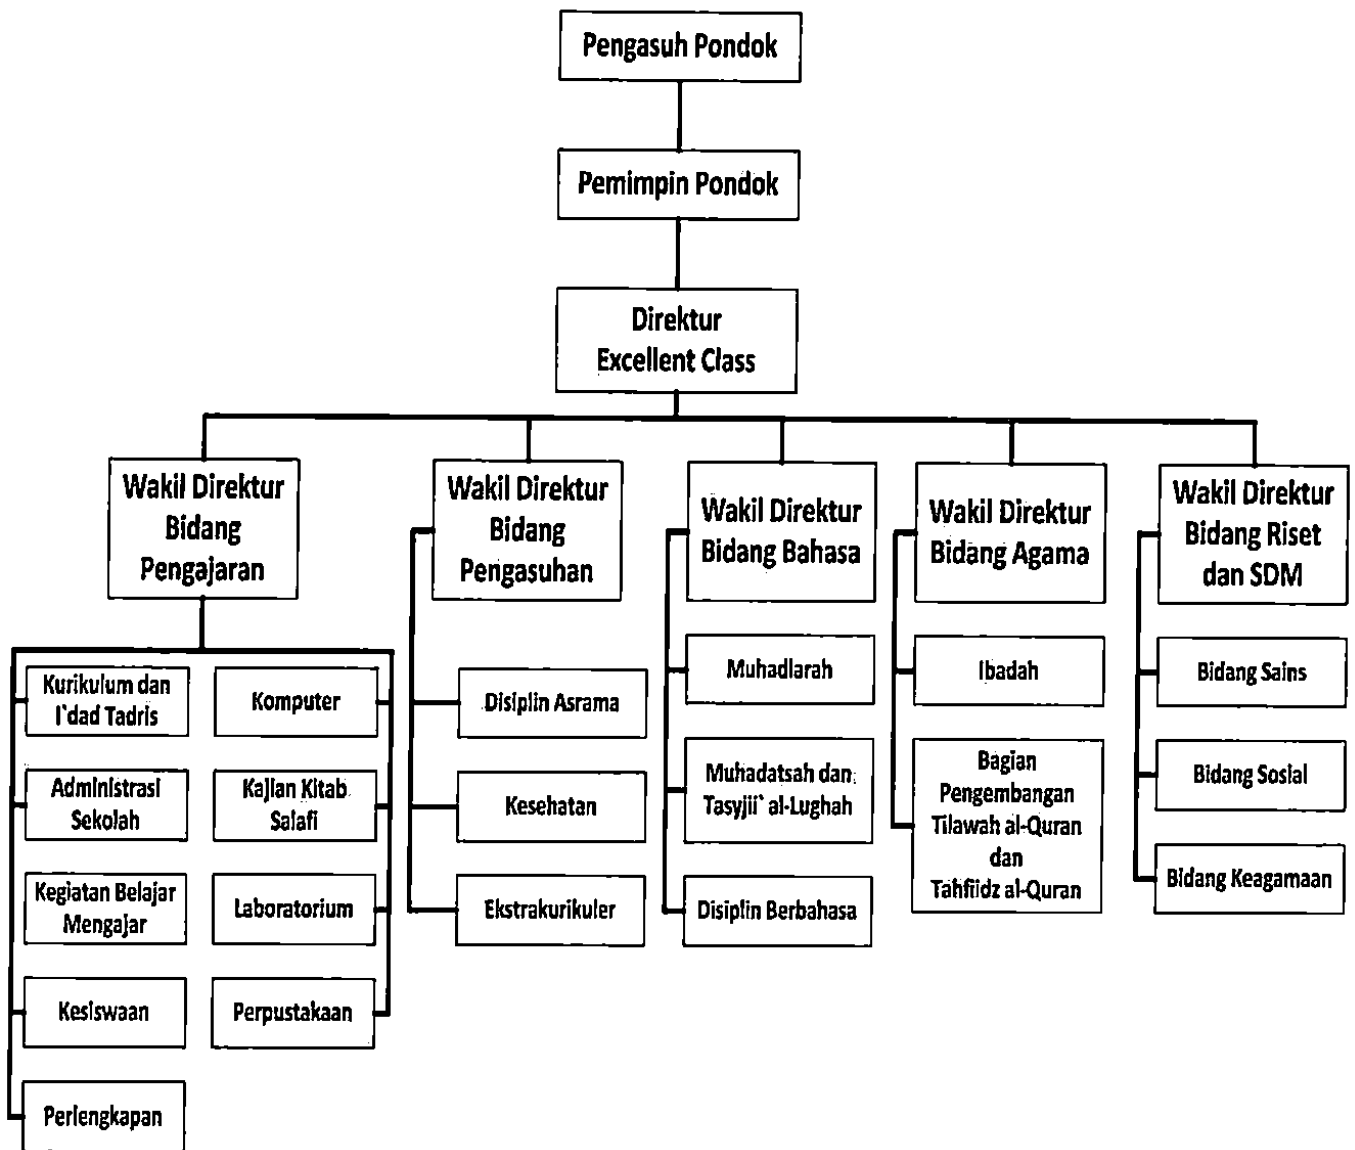 Pengasuh Pondok
Pemimpin Pondok
Direktur
Excellent Class
Wakil Direktur
Bidang
Pengajaran
Wakil Direktur
Bidang
Pengasuhan
Wakil Direktur
Bidang Bahasa
Wakil Direktur
Bidang Agama
Wakil Direktur
Bidang Riset
dan SDM
Kurikulum dan
I`dad Tadris
Administrasi
Sekolah
Kegiatan Belajar
Mengajar
Kesiswaan
Perlengkapan
Komputer
Kajian Kitab
Salafi
Laboratorium
Perpustakaan
Disiplin Asrama
Kesehatan
Ekstrakurikuler
Muhadlarah
Muhadatsah dan
Tasyjii` al-Lughah
Disiplin Berbahasa
Ibadah
Bagian
Pengembangan
Tilawah al-Quran
dan
Tahfiidz al-Quran
Bidang Sains
Bidang Sosial
Bidang Keagamaan